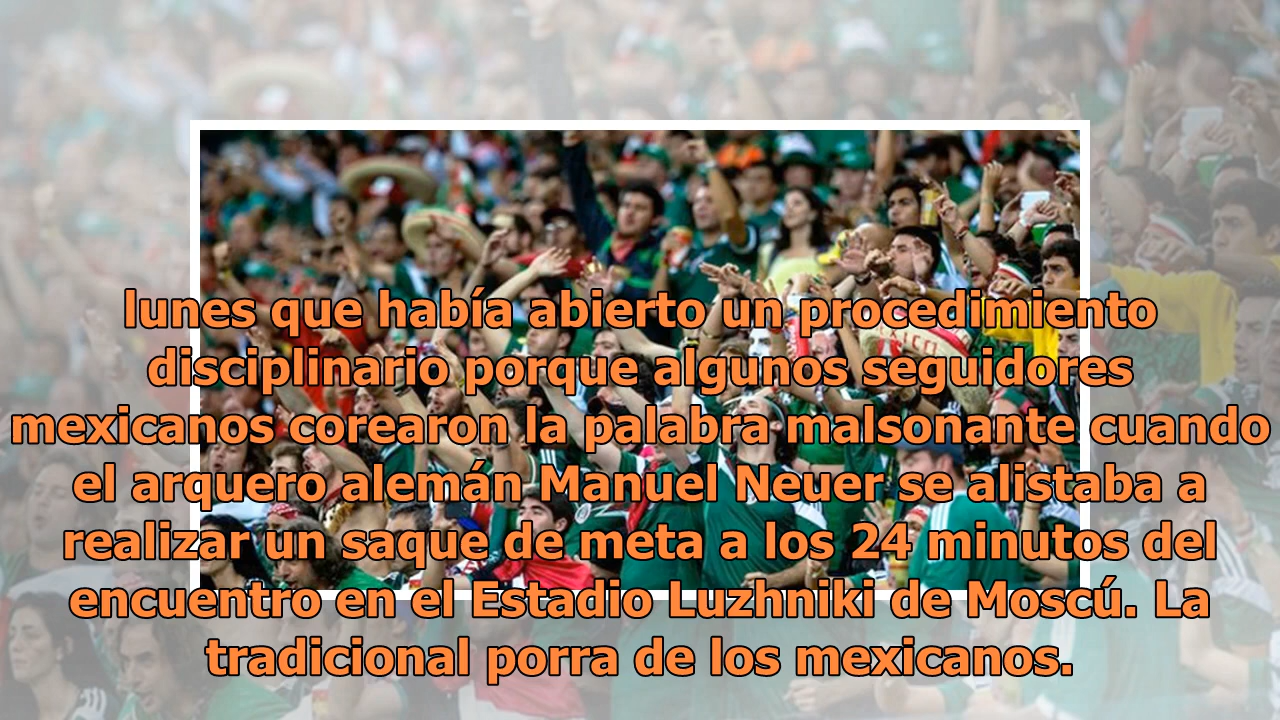 lunes que había abierto un procedimiento
disciplinario porque algunos seguidores
mexicanos corearon la palabra malsonante cuando
el arquero alemán Manuel Neuer se alistaba a
realizar un saque de meta a los 24 minutos del
encuentro en el Estadio Luzhniki de Moscú. La
tradicional porra de los mexicanos.